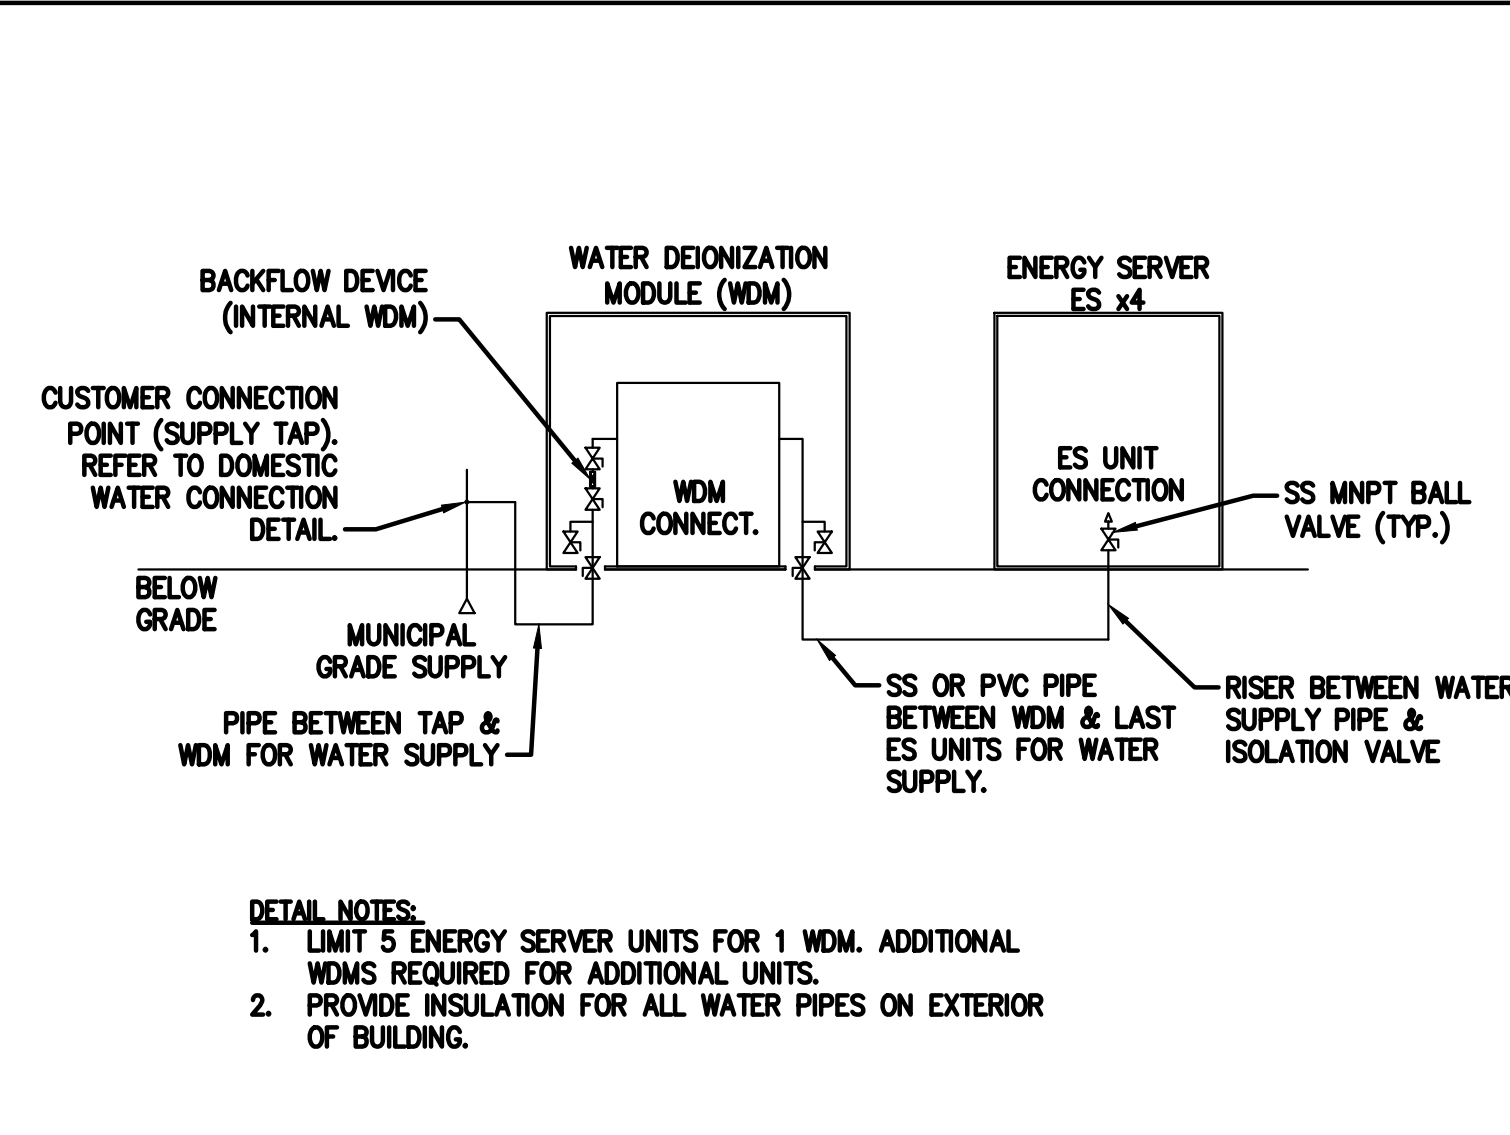 WATER DEIONIZATION
MODULE (WDM)
ENERGY SERVER
ES x4
BACKFLOW DEVICE
(INTERNAL WDM)
CUSTOMER CONNECTION
POINT (SUPPLY TAP).
REFER TO DOMESTIC
WATER CONNECTION
DETAIL.
WDM
CONNECT.
ES UNIT
CONNECTION
SS MNPT BALL
VALVE (TYP.)
BELOW
GRADE
MUNICIPAL
GRADE SUPPLY
PIPE BETWEEN TAP &
WDM FOR WATER SUPPLY
SS OR PVC PIPE
BETWEEN WDM & LAST
ES UNITS FOR WATER
SUPPLY.
RISER BETWEEN WATER
SUPPLY PIPE &
ISOLATION VALVE
DETAIL NOTES:
1. LIMIT 5 ENERGY SERVER UNITS FOR 1 WDM. ADDITIONAL
WDMS REQUIRED FOR ADDITIONAL UNITS.
2. PROVIDE INSULATION FOR ALL WATER PIPES ON EXTERIOR
OF BUILDING.